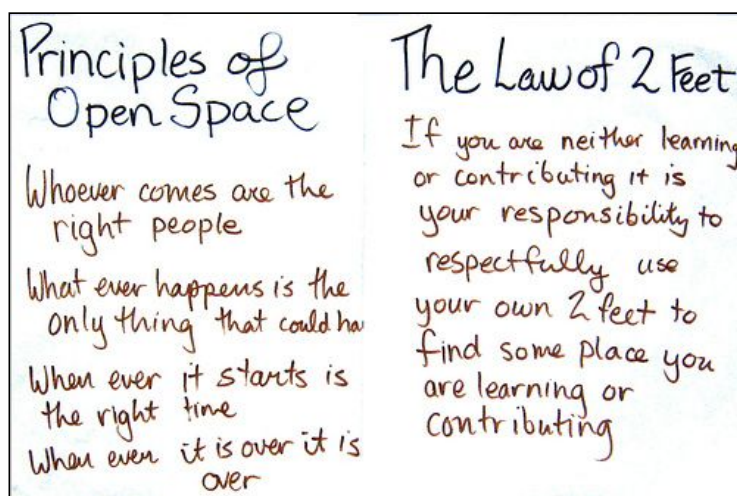 Principles of
Open Space
Whoever comes are the
right people
What ever happens is the
only thing that could ha
When ever it starts is
the right time
When ever it is over it is
over
The Law of 2 Feet
If you are neither learning
or contributing it is
your responsibility to
respectfully use
your own 2 feet to
find some place you
are learning or
contributing